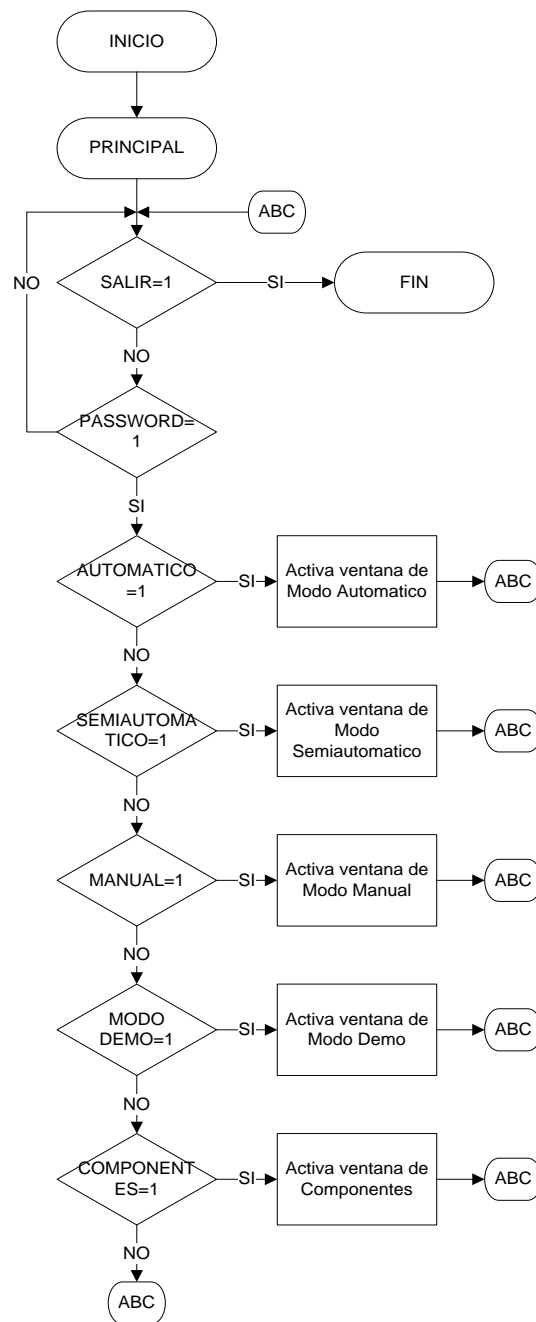 INICIO
PRINCIPAL
ABC
SALIR=1
SI
FIN
NO
NO
PASSWORD=
1
SI
AUTOMATICO
=1
SI
Activa ventana de
Modo Automatico
ABC
NO
SEMIAUTOMA
TICO=1
SI
Activa ventana de
Modo
Semiautomatico
ABC
NO
MANUAL=1
SI
Activa ventana de
Modo Manual
ABC
NO
MODO
DEMO=1
SI
Activa ventana de
Modo Demo
ABC
NO
COMPONENT
ES=1
SI
Activa ventana de
Componentes
ABC
NO
ABC